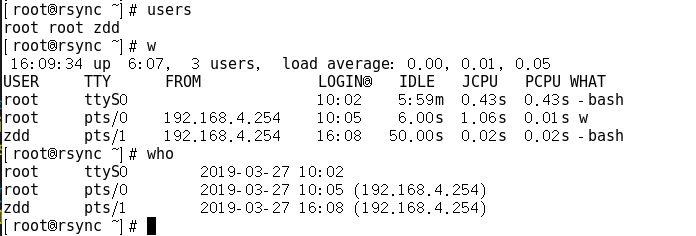 [root@rsync ~]# users
root root zdd
[root@rsync ~]# w
 16:09:34 up  6:07,  3 users,  load average: 0.00, 0.01, 0.05
USER     TTY      FROM             LOGIN@   IDLE   JCPU   PCPU WHAT
root     ttyS0                     10:02    5:59m  0.43s  0.43s -bash
root     pts/0    192.168.4.254    10:05    6.00s  1.06s  0.01s w
zdd      pts/1    192.168.4.254    16:08   50.00s  0.02s  0.02s -bash
[root@rsync ~]# who
root     ttyS0        2019-03-27 10:02
root     pts/0        2019-03-27 10:05 (192.168.4.254)
zdd      pts/1        2019-03-27 16:08 (192.168.4.254)
[root@rsync ~]#